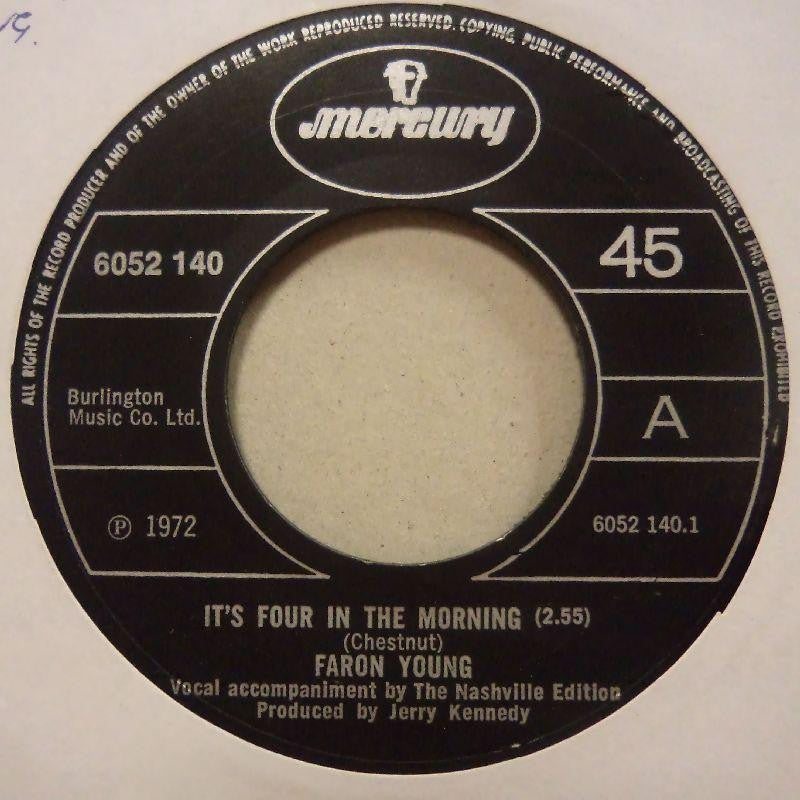 ALL RIGHTS OF THE RECORD PRODUCER AND OF THE OWNER OF THE WORK REPRODUCED RESERVED. COPYING, PUBLIC PERFORMANCE AND BROADCASTING OF THIS RECORD PROHIBITED
mercury
6052 140
45
Burlington
Music Co. Ltd.
A
Ⓟ 1972
6052 140.1
IT'S FOUR IN THE MORNING (2.55)
(Chestnut)
FARON YOUNG
Vocal accompaniment by The Nashville Edition
Produced by Jerry Kennedy